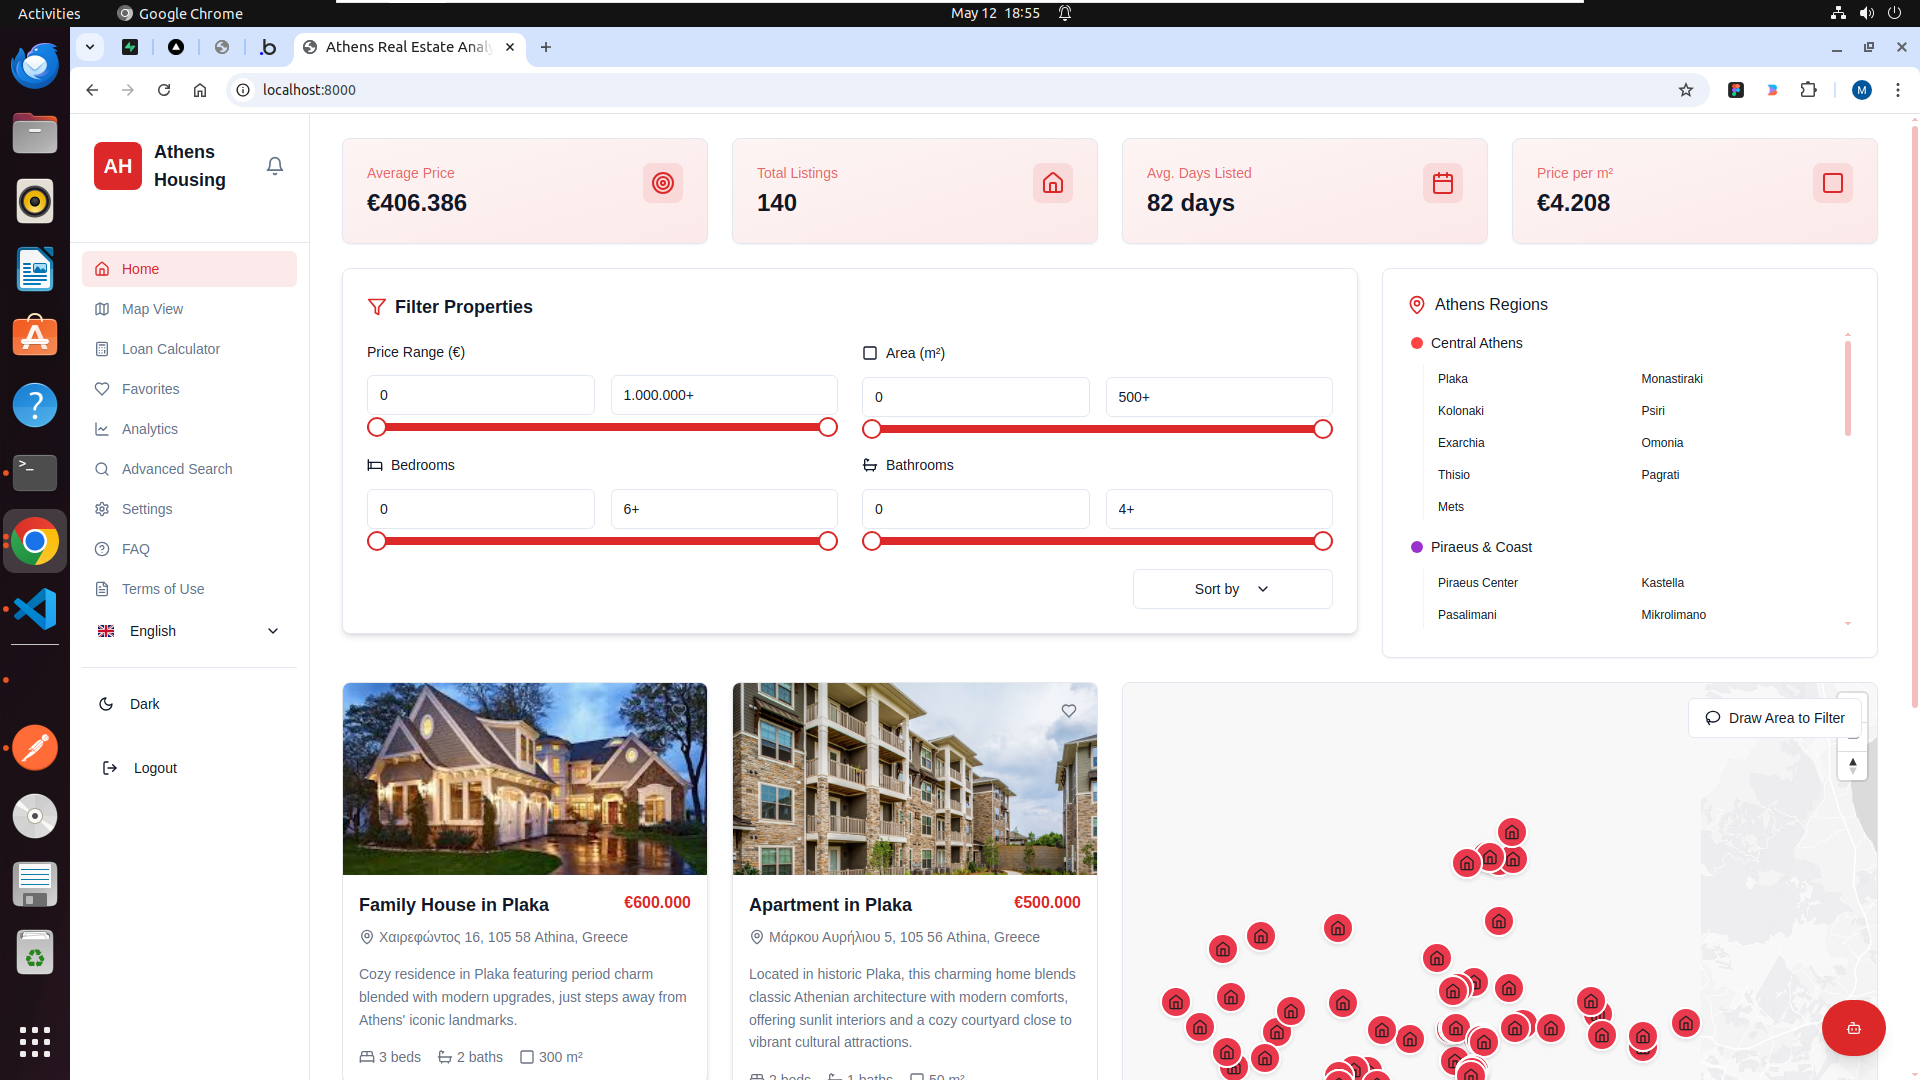 Activities
Google Chrome
May 12 18:55
Athens Real Estate Anal
localhost:8000
M
AH
Athens
Housing
Home
Map View
Loan Calculator
Favorites
Analytics
Advanced Search
Settings
FAQ
Terms of Use
English
Dark
Logout
Average Price
€406.386
Total Listings
140
Avg. Days Listed
82 days
Price per m²
€4.208
Filter Properties
Price Range (€)
0
1.000.000+
Area (m²)
0
500+
Bedrooms
0
6+
Bathrooms
0
4+
Sort by
Athens Regions
Central Athens
Plaka
Monastiraki
Kolonaki
Psiri
Exarchia
Omonia
Thisio
Pagrati
Mets
Piraeus & Coast
Piraeus Center
Kastella
Pasalimani
Mikrolimano
Family House in Plaka
€600.000
Χαιρεφώντος 16, 105 58 Athina, Greece
Cozy residence in Plaka featuring period charm
blended with modern upgrades, just steps away from
Athens' iconic landmarks.
3 beds
2 baths
300 m²
Apartment in Plaka
€500.000
Μάρκου Αυρήλιου 5, 105 56 Athina, Greece
Located in historic Plaka, this charming home blends
classic Athenian architecture with modern comforts,
offering sunlit interiors and a cozy courtyard close to
vibrant cultural attractions.
2 beds
1 baths
50 m²
Draw Area to Filter